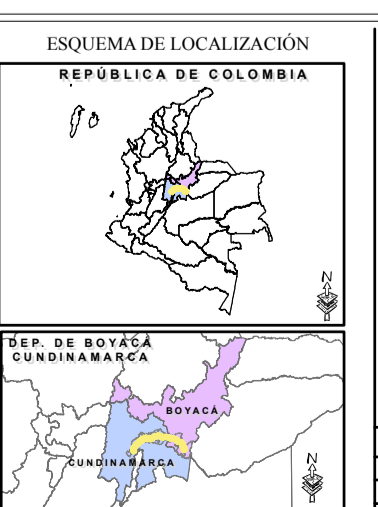 ESQUEMA DE LOCALIZACIÓN
REPÚBLICA DE COLOMBIA
N
DEP. DE BOYACÁ
CUNDINAMARCA
BOYACÁ
CUNDINAMARCA
N